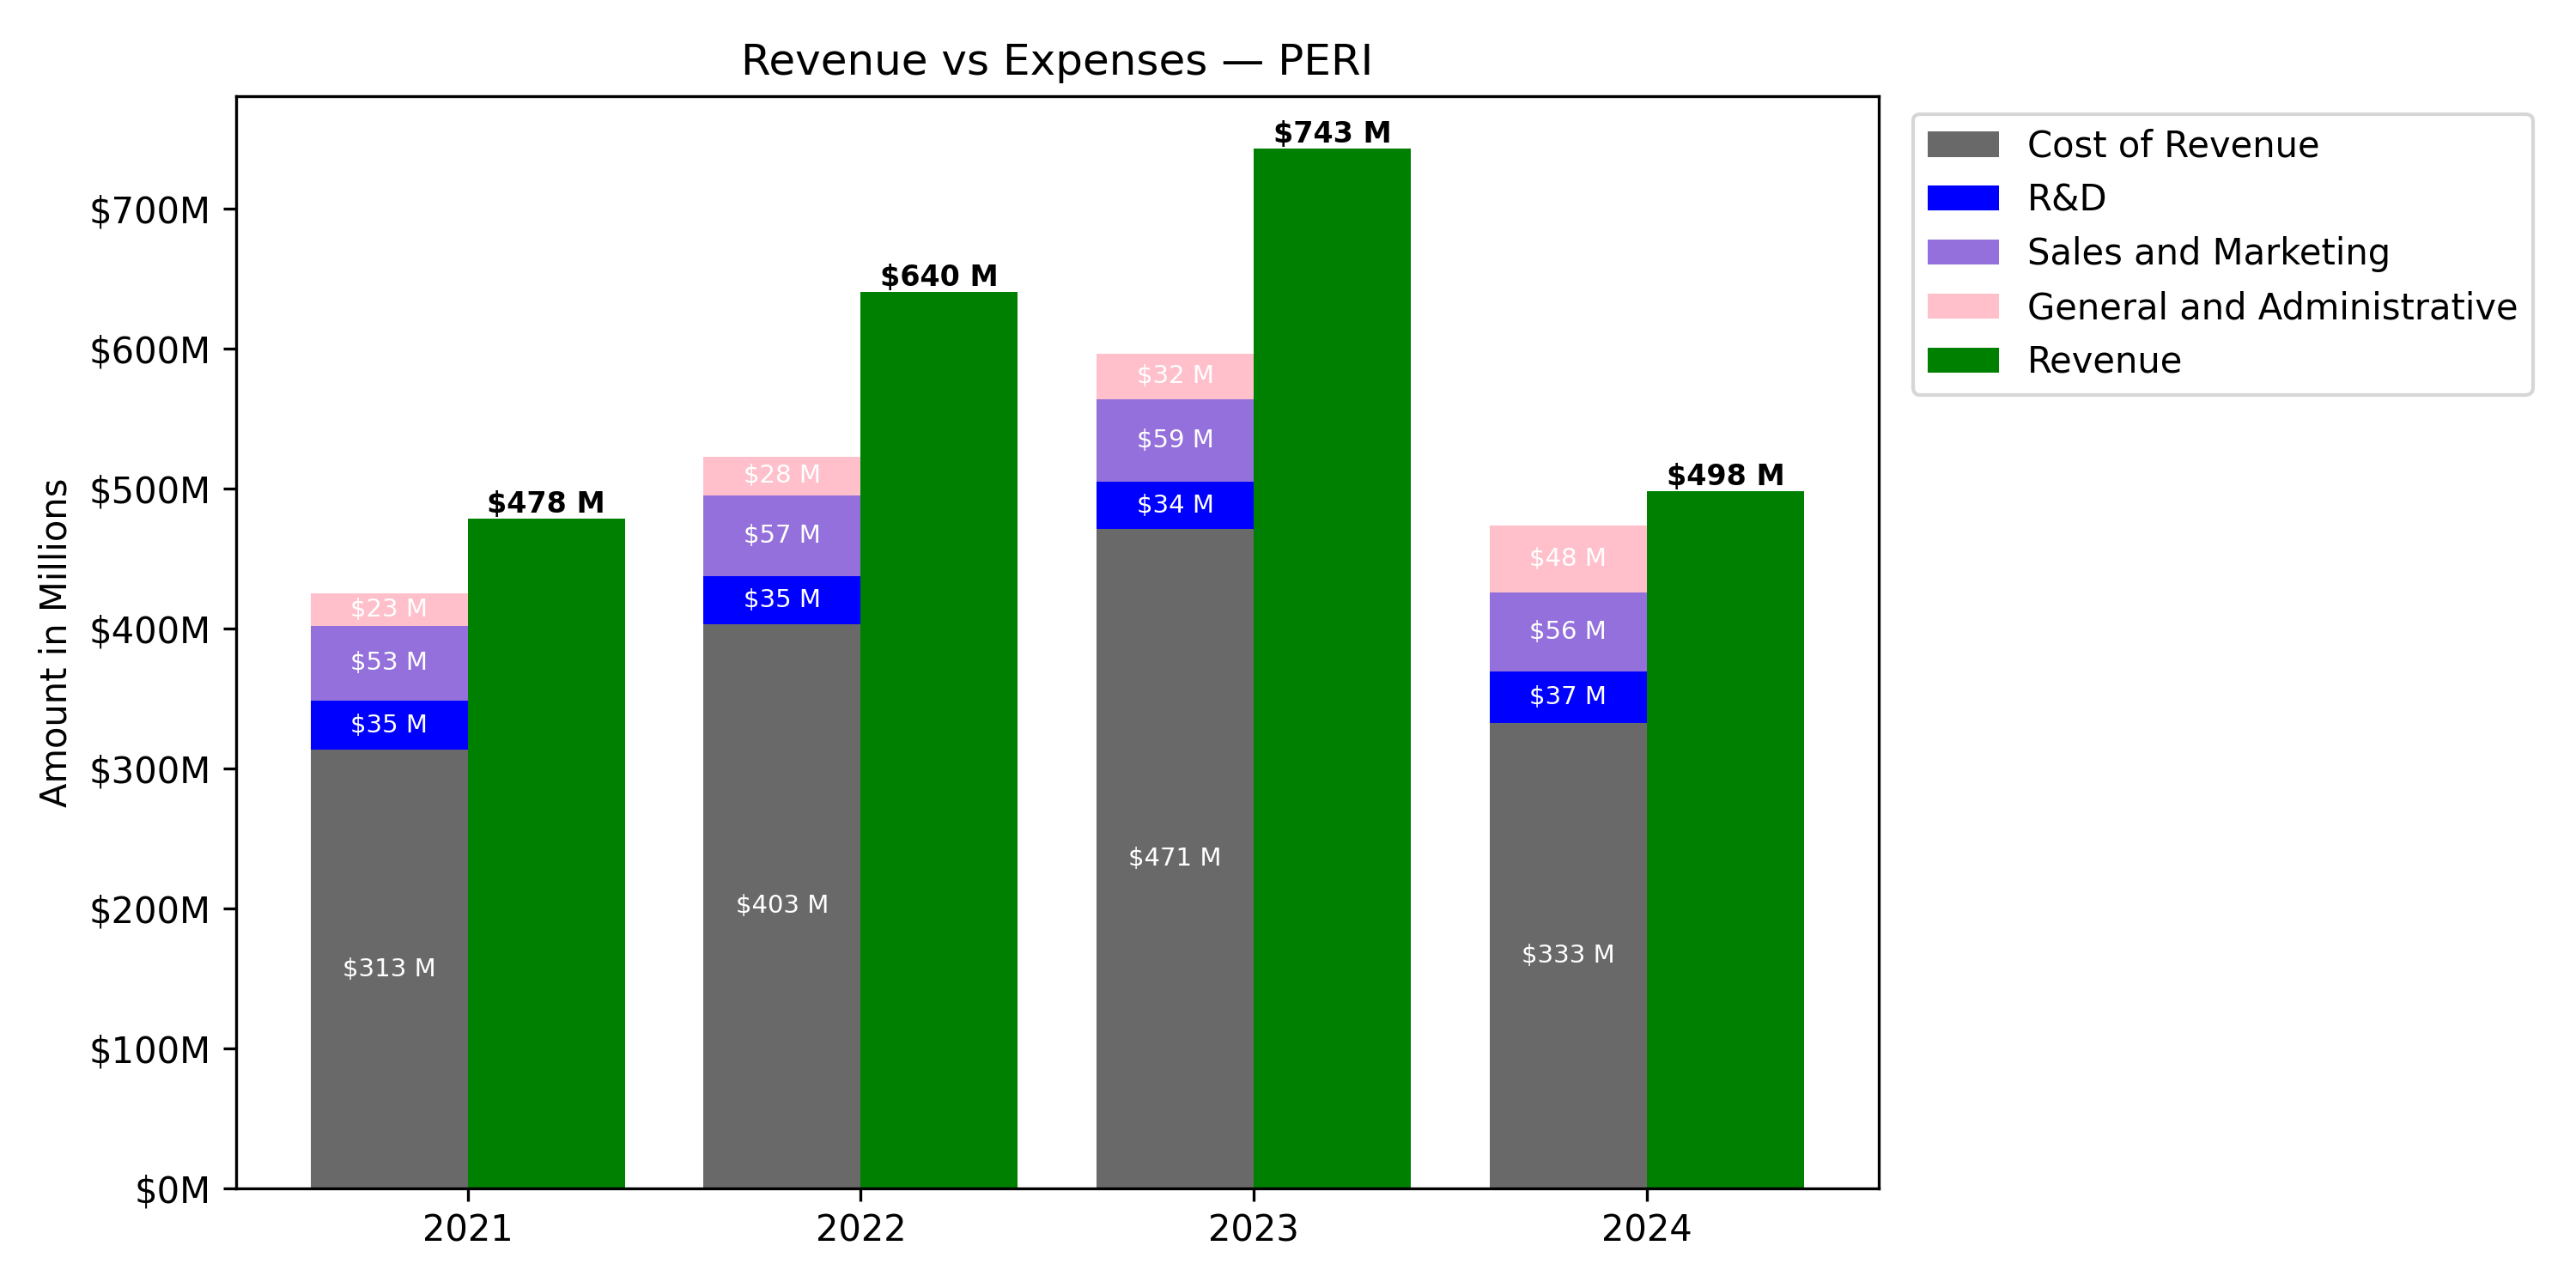 Revenue vs Expenses — PERI
Amount in Millions
$700M
$600M
$500M
$400M
$300M
$200M
$100M
$0M
$23 M
$53 M
$35 M
$313 M
$478 M
$28 M
$57 M
$35 M
$403 M
$640 M
$32 M
$59 M
$34 M
$471 M
$743 M
$48 M
$56 M
$37 M
$333 M
$498 M
2021
2022
2023
2024
Cost of Revenue
R&D
Sales and Marketing
General and Administrative
Revenue